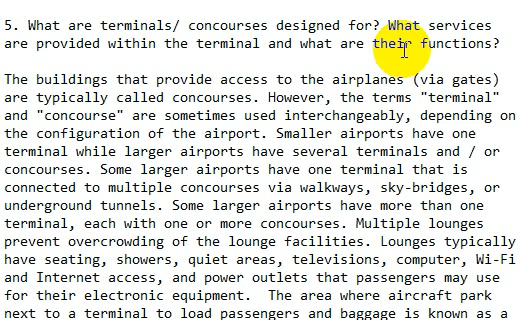 5. What are terminals/ concourses designed for? What services
are provided within the terminal and what are their functions?
The buildings that provide access to the airplanes (via gates)
are typically called concourses. However, the terms "terminal"
and "concourse" are sometimes used interchangeably, depending on
the configuration of the airport. Smaller airports have one
terminal while larger airports have several terminals and / or
concourses. Some larger airports have one terminal that is
connected to multiple concourses via walkways, sky-bridges, or
underground tunnels. Some larger airports have more than one
terminal, each with one or more concourses. Multiple lounges
prevent overcrowding of the lounge facilities. Lounges typically
have seating, showers, quiet areas, televisions, computer, Wi-Fi
and Internet access, and power outlets that passengers may use
for their electronic equipment.  The area where aircraft park
next to a terminal to load passengers and baggage is known as a